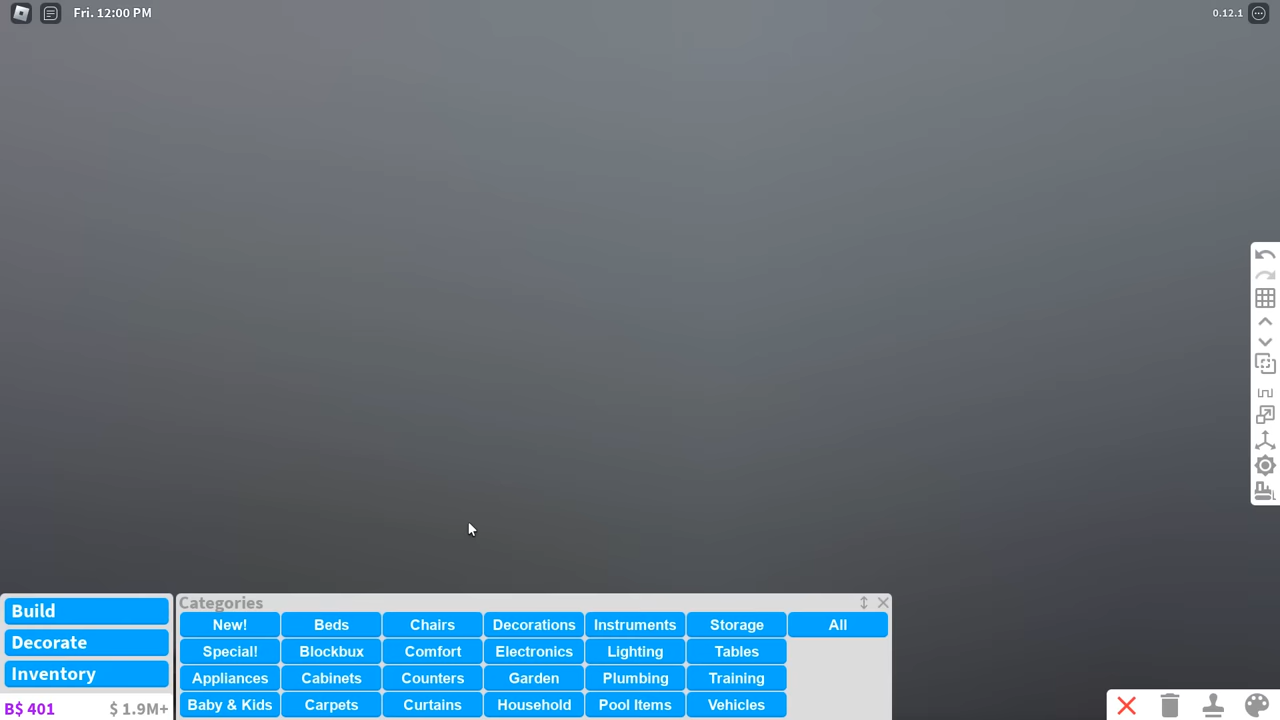 Fri. 12:00 PM
0.12.1
Build
Decorate
Inventory
B$ 401 $ 1.9M+
Categories
New! Beds Chairs Decorations Instruments Storage All
Special! Blockbux Comfort Electronics Lighting Tables
Appliances Cabinets Counters Garden Plumbing Training
Baby & Kids Carpets Curtains Household Pool Items Vehicles